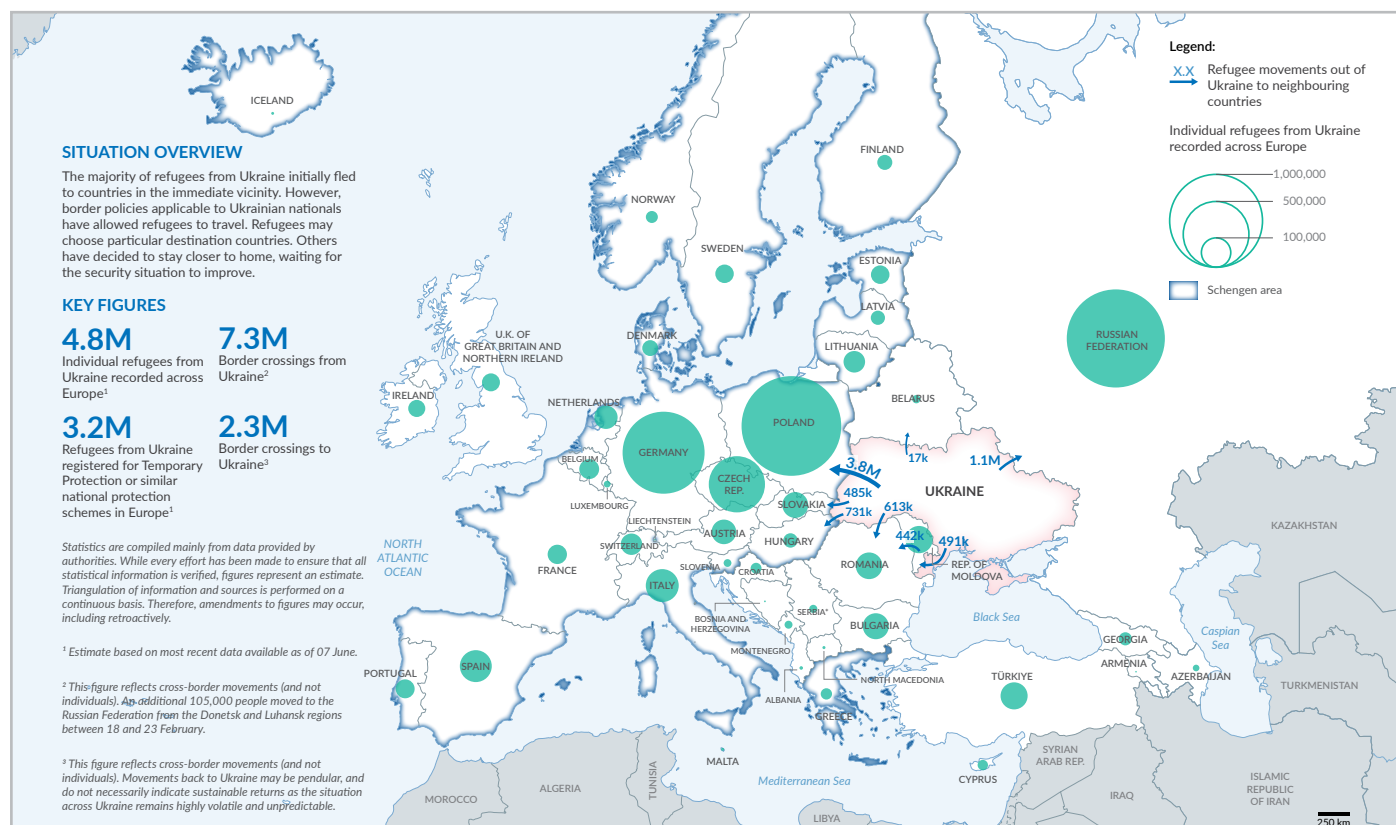 ICELAND
SITUATION OVERVIEW
The majority of refugees from Ukraine initially fled
to countries in the immediate vicinity. However,
border policies applicable to Ukrainian nationals
have allowed refugees to travel. Refugees may
choose particular destination countries. Others
have decided to stay closer to home, waiting for
the security situation to improve.
KEY FIGURES
4.8M
Individual refugees from
Ukraine recorded across
Europe¹
7.3M
Border crossings from
Ukraine²
3.2M
Refugees from Ukraine
registered for Temporary
Protection or similar
national protection
schemes in Europe¹
2.3M
Border crossings to
Ukraine³
Statistics are compiled mainly from data provided by
authorities. While every effort has been made to ensure that all
statistical information is verified, figures represent an estimate.
Triangulation of information and sources is performed on a
continuous basis. Therefore, amendments to figures may occur,
including retroactively.
¹ Estimate based on most recent data available as of 07 June.
² This figure reflects cross-border movements (and not
individuals). An additional 105,000 people moved to the
Russian Federation from the Donetsk and Luhansk regions
between 18 and 23 February.
³ This figure reflects cross-border movements (and not
individuals). Movements back to Ukraine may be pendular, and
do not necessarily indicate sustainable returns as the situation
across Ukraine remains highly volatile and unpredictable.
Legend:
X.X
Refugee movements out of
Ukraine to neighbouring
countries
Individual refugees from Ukraine
recorded across Europe
1,000,000
500,000
100,000
Schengen area
FINLAND
NORWAY
SWEDEN
ESTONIA
LATVIA
LITHUANIA
DENMARK
U.K. OF
GREAT BRITAIN AND
NORTHERN IRELAND
IRELAND
NETHERLANDS
BELGIUM
LUXEMBOURG
GERMANY
POLAND
BELARUS
RUSSIAN
FEDERATION
CZECH
REP.
SLOVAKIA
LIECHTENSTEIN
SWITZERLAND
AUSTRIA
HUNGARY
SLOVENIA
CROATIA
FRANCE
ITALY
UKRAINE
17k
1.1M
3.8M
485k
731k
613k
442k
491k
ROMANIA
REP. OF
MOLDOVA
BOSNIA AND
HERZEGOVINA
SERBIA*
MONTENEGRO
BULGARIA
NORTH MACEDONIA
ALBANIA
GREECE
PORTUGAL
SPAIN
MALTA
CYPRUS
TÜRKIYE
GEORGIA
ARMENIA
AZERBAIJAN
KAZAKHSTAN
TURKMENISTAN
SYRIAN
ARAB REP.
IRAQ
ISLAMIC
REPUBLIC
OF IRAN
MOROCCO
ALGERIA
TUNISIA
LIBYA
NORTH
ATLANTIC
OCEAN
Black Sea
Caspian
Sea
Mediterranean Sea
250 km